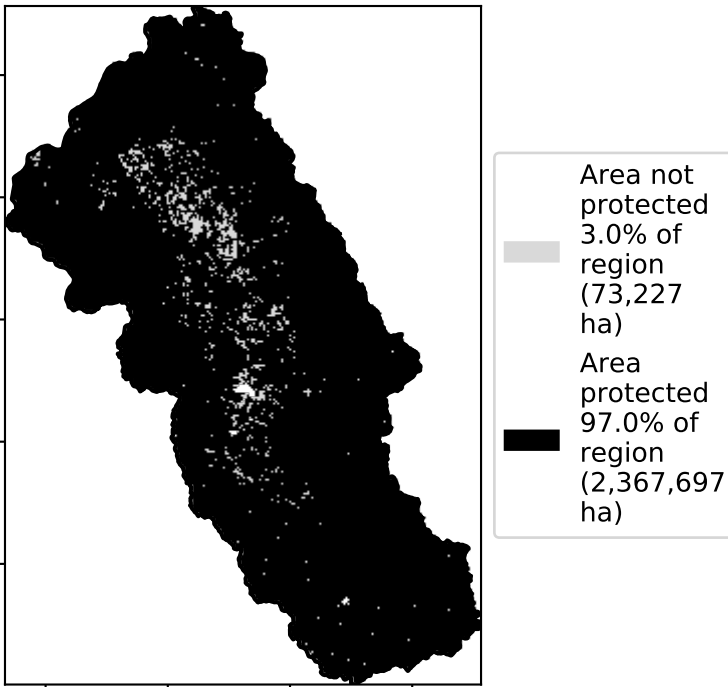 Area not
protected
3.0% of
region
(73,227
ha)
Area
protected
97.0% of
region
(2,367,697
ha)